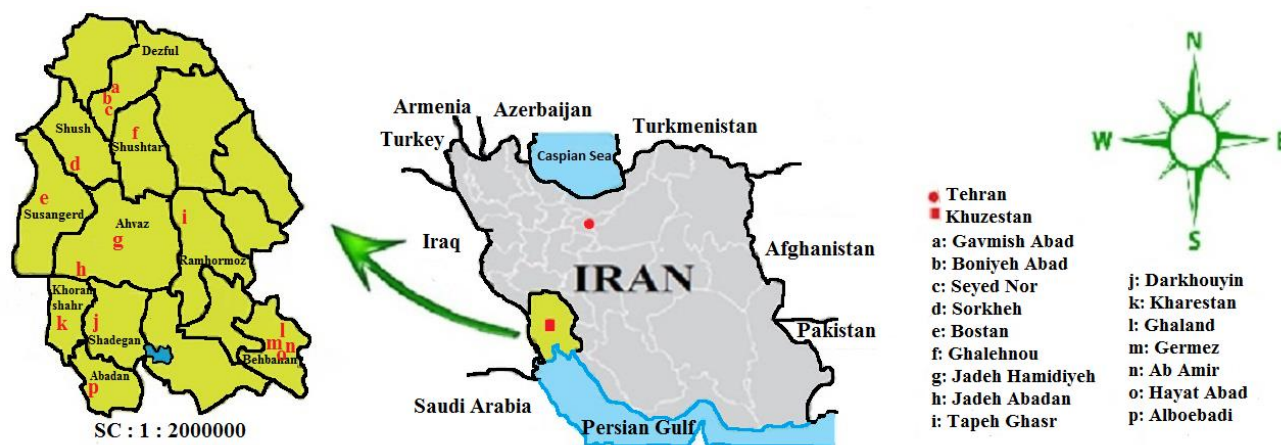 Dezful
a
b
c
Shush
f
Shushtar
d
e
Susangerd
Ahvaz
g
i
h
Ramhormoz
Khoram
shahr
k
j
Shadegan
l
m n
o
Behbahan
Abadan
p
SC : 1 : 2000000
Armenia
Azerbaijan
Turkey
Turkmenistan
Caspian Sea
Iraq
Afghanistan
IRAN
Pakistan
Saudi Arabia
Persian Gulf
N
W
E
S
Tehran
Khuzestan
a: Gavmish Abad
b: Boniyeh Abad
c: Seyed Nor
d: Sorkheh
e: Bostan
f: Ghalehnou
g: Jadeh Hamidiyeh
h: Jadeh Abadan
i: Tapeh Ghasr
j: Darkhouyin
k: Kharestan
l: Ghaland
m: Germez
n: Ab Amir
o: Hayat Abad
p: Alboebadi